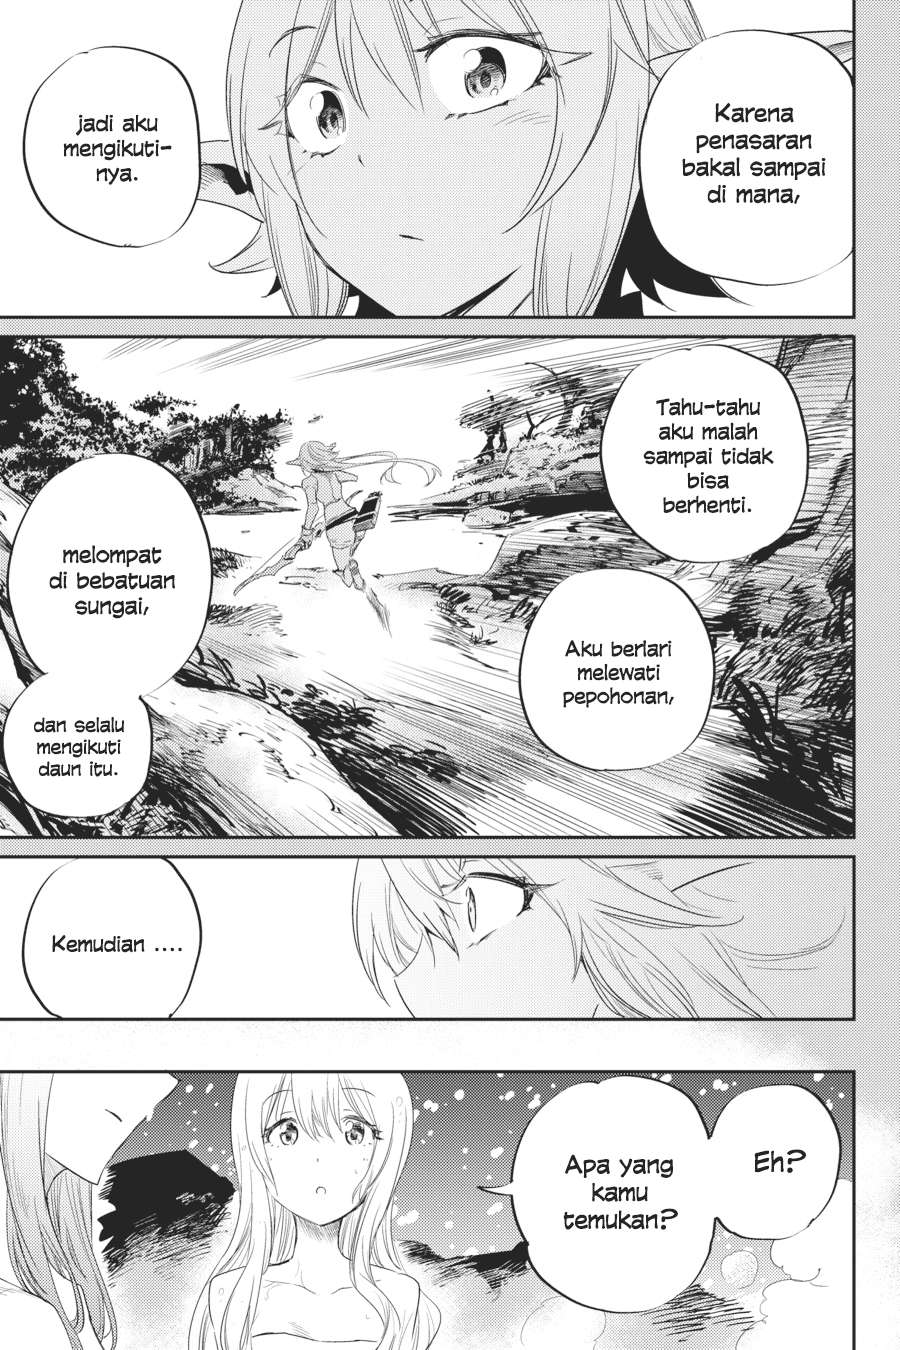 Karena
penasaran
bakal sampai
di mana,
jadi aku
mengikuti-
nya.
Tahu-tahu
aku malah
sampai tidak
bisa
berhenti.
Aku berlari
melewati
pepohonan,
melompat
di bebatuan
sungai,
dan selalu
mengikuti
daun itu.
Kemudian ....
Eh?
Apa yang
kamu
temukan?